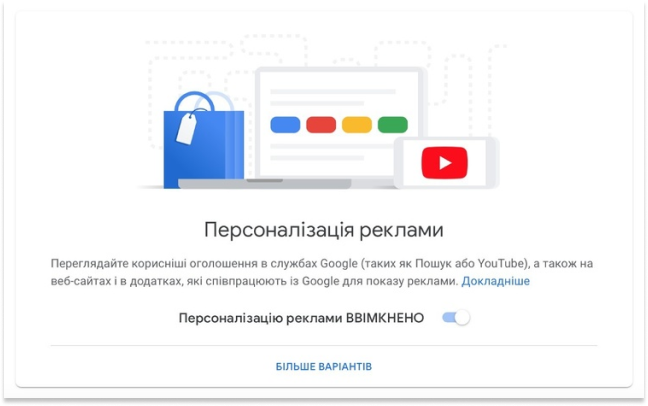 Персоналізація реклами
Переглядайте корисніші оголошення в службах Google (таких як Пошук або YouTube), а також на
веб-сайтах і в додатках, які співпрацюють із Google для показу реклами. Докладніше
Персоналізацію реклами ВВІМКНЕНО
БІЛЬШЕ ВАРІАНТІВ